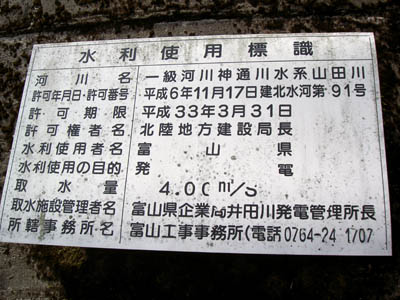 水利使用標識
河川名 一級河川神通川水系山田川
許可年月日・許可番号 平成6年11月17日建北水河第-91号
許可期限 平成33年3月31日
許可権者名 北陸地方建設局長
水利使用者名 富山県
水利使用の目的 発電
取水量 4.00m³/S
取水施設管理者名 富山県企業局井田川発電管理所長
所轄事務所名 富山工事事務所(電話0764-24 1707